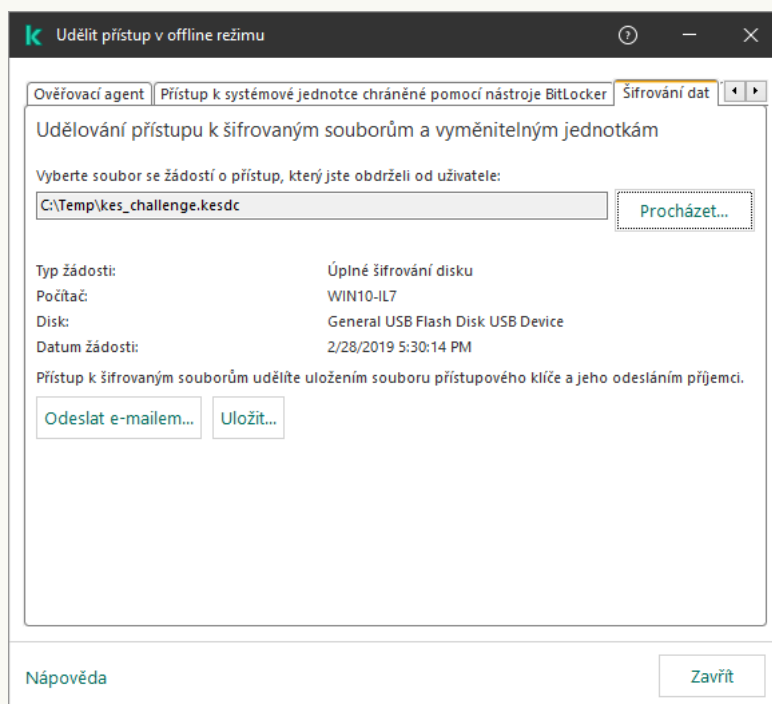 Udělit přístup v offline režimu
Ověřovací agent Přístup k systémové jednotce chráněné pomocí nástroje BitLocker Šifrování dat
Udělování přístupu k šifrovaným souborům a vyměnitelným jednotkám
Vyberte soubor se žádostí o přístup, který jste obdrželi od uživatele:
C:\Temp\kes_challenge.kesdc Procházet...
Typ žádosti: Úplné šifrování disku
Počítač: WIN10-IL7
Disk: General USB Flash Disk USB Device
Datum žádosti: 2/28/2019 5:30:14 PM
Přístup k šifrovaným souborům udělíte uložením souboru přístupového klíče a jeho odesláním příjemci.
Odeslat e-mailem... Uložit...
Nápověda Zavřít